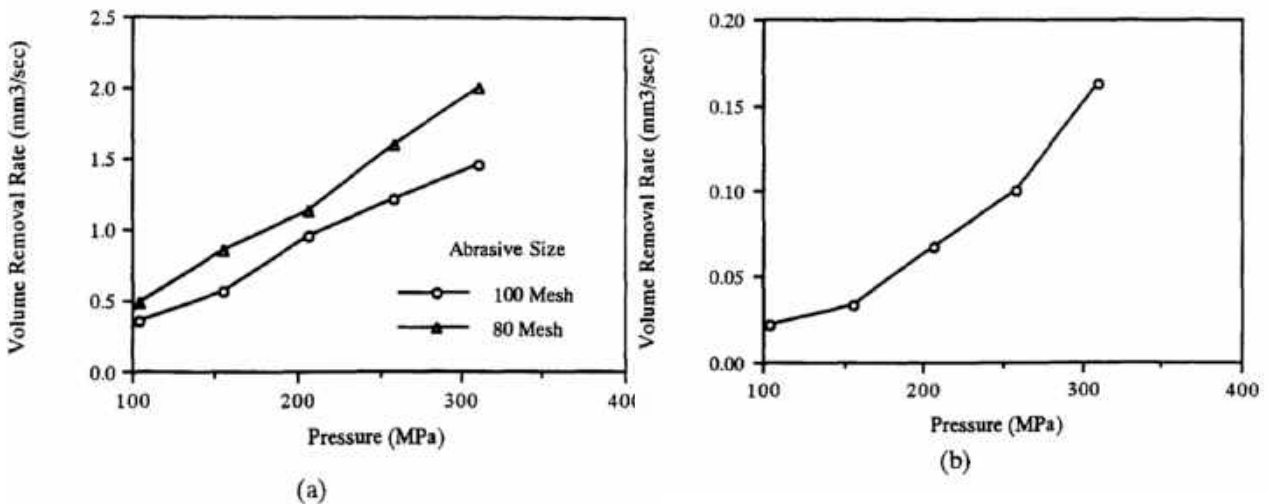 Volume Removal Rate (mm3/sec)
2.5
2.0
1.5
1.0
0.5
0.0
100
200
300
400
Pressure (MPa)
Abrasive Size
100 Mesh
80 Mesh
(a)
Volume Removal Rate (mm3/sec)
0.20
0.15
0.10
0.05
0.00
100
200
300
400
Pressure (MPa)
(b)